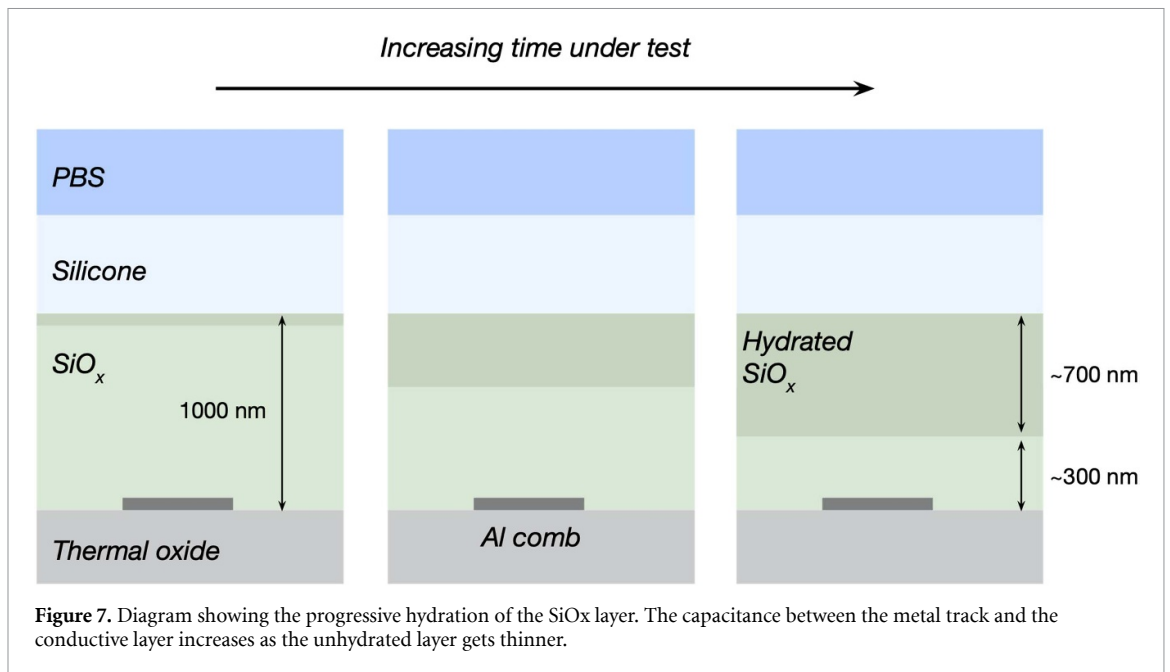 Increasing time under test
PBS
Silicone
SiOx
1000 nm
Thermal oxide
Al comb
Hydrated
SiOx
~700 nm
~300 nm
Figure 7. Diagram showing the progressive hydration of the SiOx layer. The capacitance between the metal track and the
conductive layer increases as the unhydrated layer gets thinner.